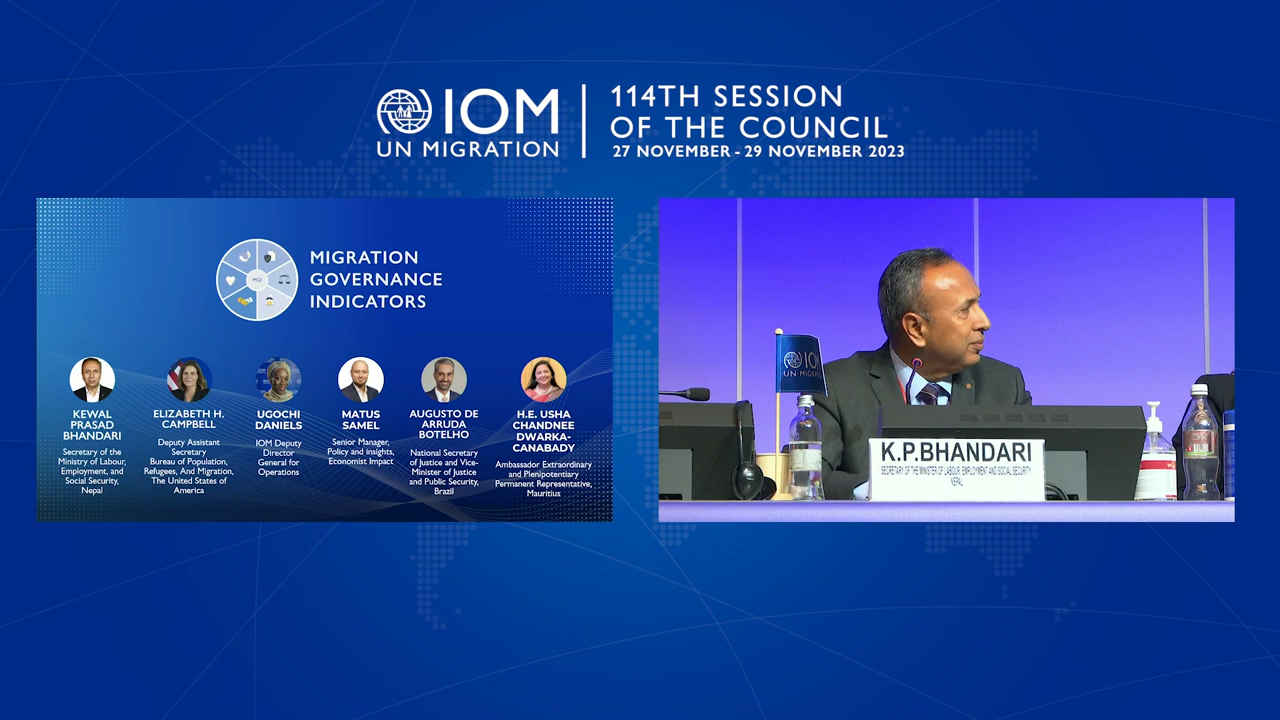 IOM
UN MIGRATION
114TH SESSION
OF THE COUNCIL
27 NOVEMBER - 29 NOVEMBER 2023
MGI
MIGRATION
GOVERNANCE
INDICATORS
KEWAL
PRASAD
BHANDARI
Secretary of the
Ministry of Labour,
Employment, and
Social Security,
Nepal
ELIZABETH H.
CAMPBELL
Deputy Assistant
Secretary
Bureau of Population,
Refugees, And Migration,
The United States of
America
UGOCHI
DANIELS
IOM Deputy
Director
General for
Operations
MATUS
SAMEL
Senior Manager,
Policy and insights,
Economist Impact
AUGUSTO DE
ARRUDA
BOTELHO
National Secretary
of Justice and Vice-
Minister of Justice
and Public Security,
Brazil
H.E. USHA
CHANDNEE
DWARKA-
CANABADY
Ambassador Extraordinary
and Plenipotentiary
Permanent Representative,
Mauritius
IOM
UN MIGRA
K.P.BHANDARI
SECRETARY OF THE MINISTER OF LABOUR, EMPLOYMENT AND SOCIAL SECURITY
NEPAL